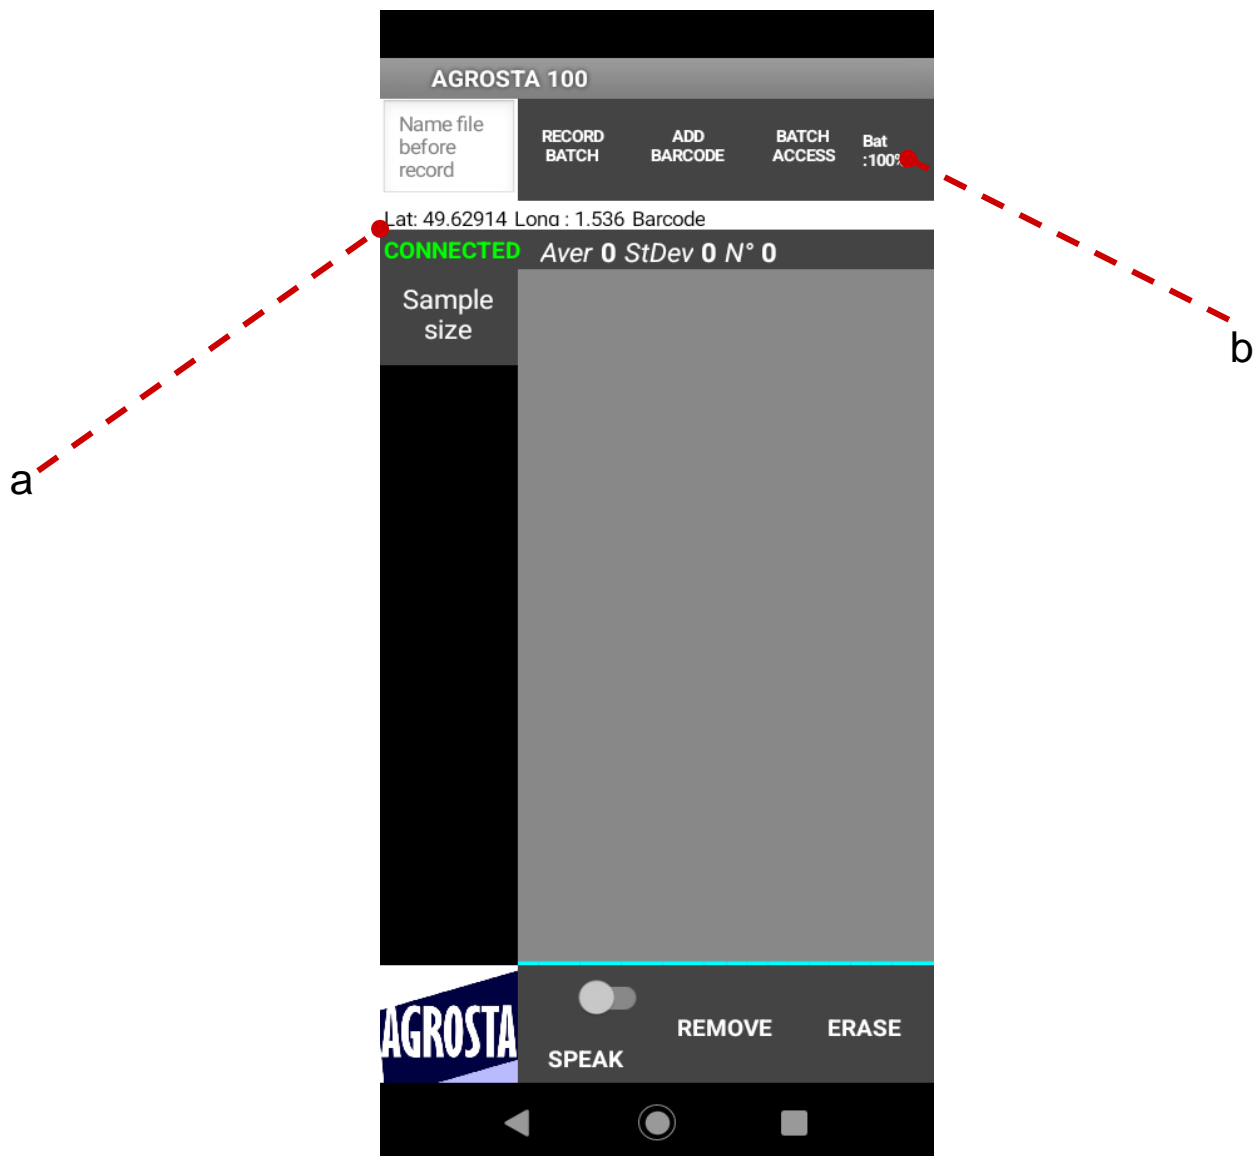 AGROSTA 100
Name file
before
record
RECORD
BATCH
ADD
BARCODE
BATCH
ACCESS
Bat
:100%
Lat: 49.62914 Long : 1.536 Barcode
CONNECTED
Aver 0 StDev 0 N° 0
Sample
size
b
a
AGROSTA
SPEAK
REMOVE
ERASE